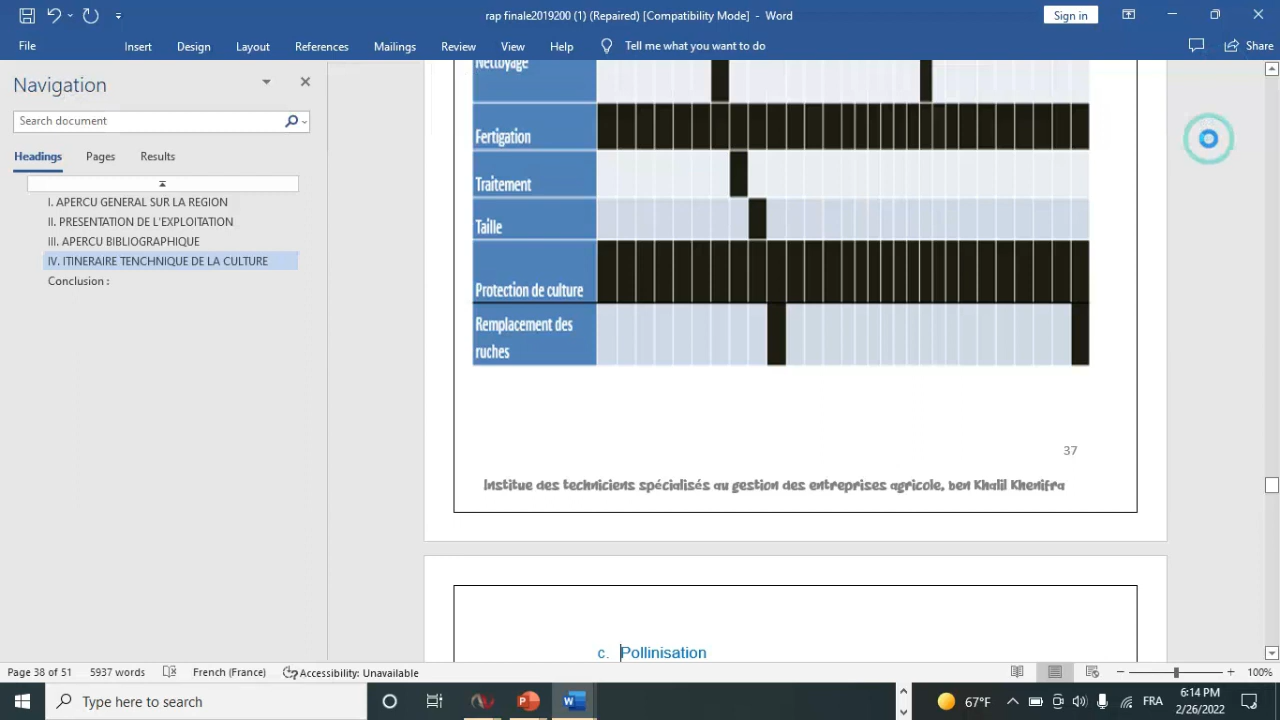 rap finale2019200 (1) (Repaired) [Compatibility Mode] - Word
Sign in
File Insert Design Layout References Mailings Review View Help Tell me what you want to do Share
Navigation
Search document
Headings Pages Results
I. APERCU GENERAL SUR LA REGION
II. PRESENTATION DE L'EXPLOITATION
III. APERCU BIBLIOGRAPHIQUE
IV. ITINERAIRE TENCHNIQUE DE LA CULTURE
Conclusion :
Nettoyage
Fertigation
Traitement
Taille
Protection de culture
Remplacement des
ruches
37
Institue des techniciens spécialisés au gestion des entreprises agricole, ben Khalil Khenifra
c. Pollinisation
Page 38 of 51 5937 words French (France) Accessibility: Unavailable 100%
Type here to search
67°F FRA
6:14 PM
2/26/2022